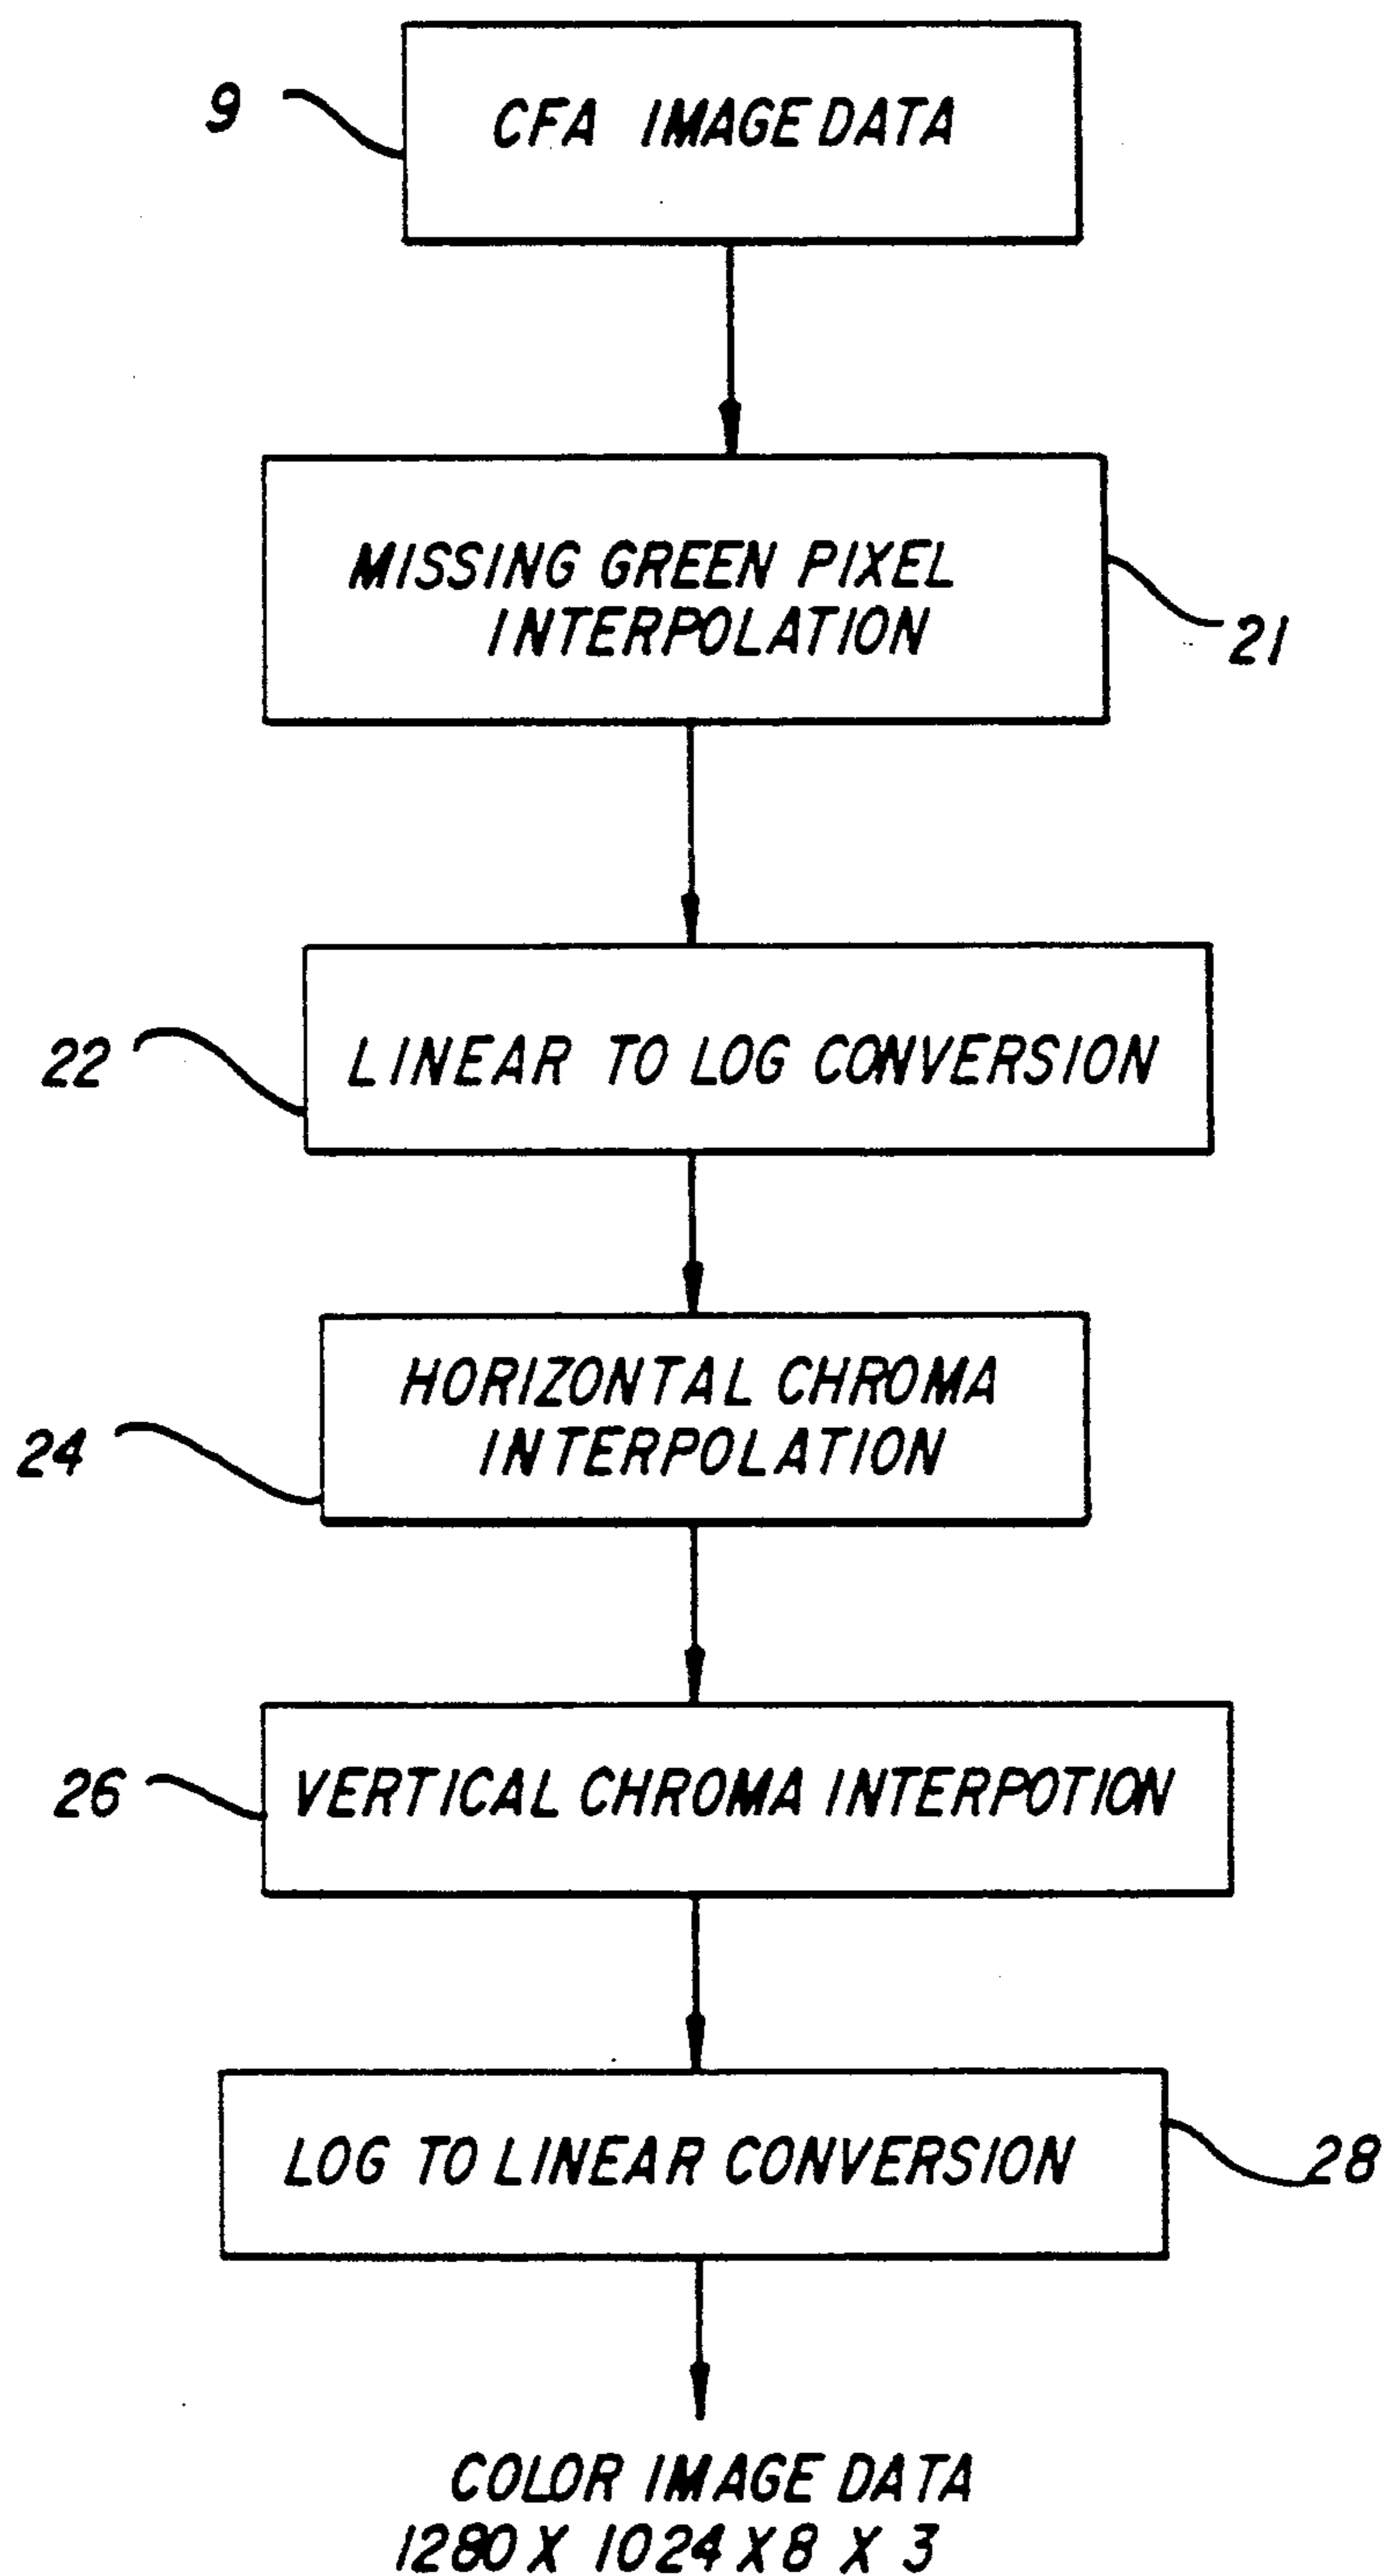 9
CFA IMAGE DATA
MISSING GREEN PIXEL
INTERPOLATION
21
22
LINEAR TO LOG CONVERSION
HORIZONTAL CHROMA
INTERPOLATION
24
26
VERTICAL CHROMA INTERPOTION
LOG TO LINEAR CONVERSION
28
COLOR IMAGE DATA
1280 X 1024 X 8 X 3